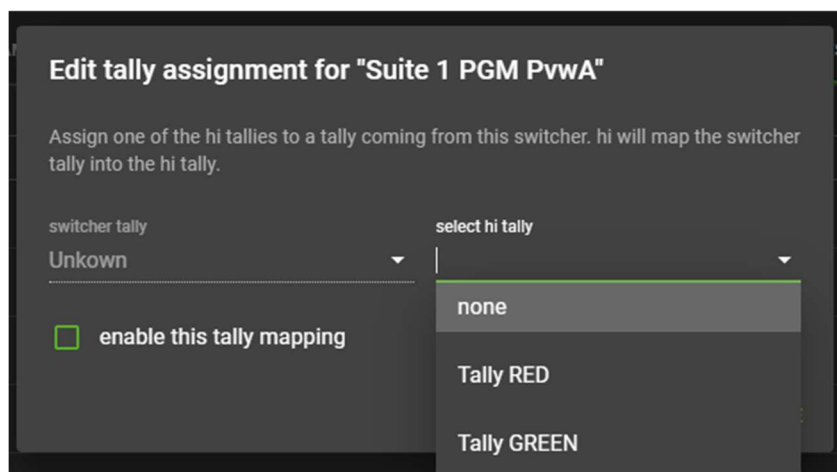 Edit tally assignment for "Suite 1 PGM PvwA"
Assign one of the hi tallies to a tally coming from this switcher. hi will map the switcher
tally into the hi tally.
switcher tally
select hi tally
Unkown
none
enable this tally mapping
Tally RED
Tally GREEN